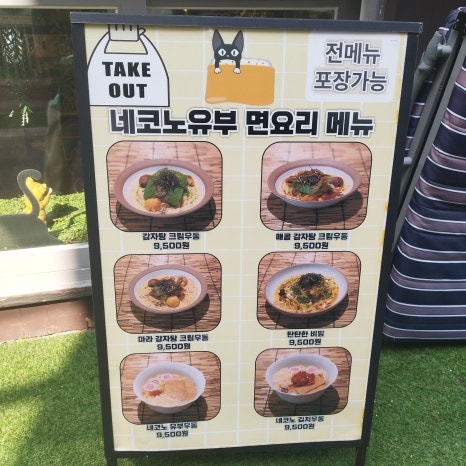 TAKE
OUT
전메뉴
포장가능
네코노유부 면요리 메뉴
감자탕 크림우동
9,500원
매콤 감자탕 크림우동
9,500원
마라 감자탕 크림우동
9,500원
탄탄한 비빔
9,500원
네코노 유부우동
9,500원
네코노 김치우동
9,500원